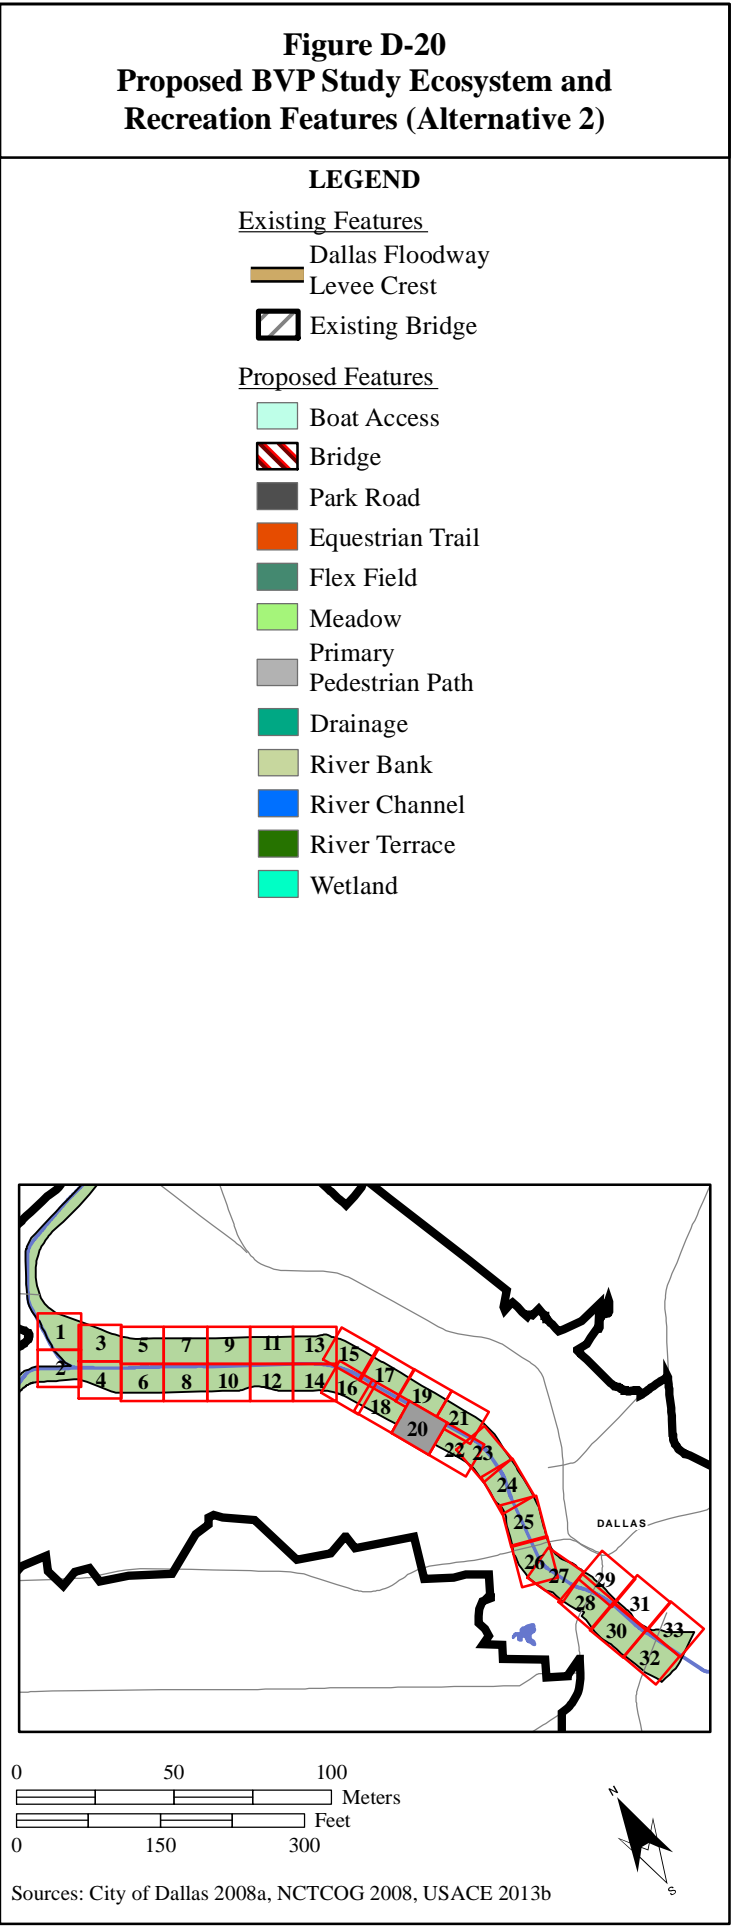 Figure D-20
Proposed BVP Study Ecosystem and
Recreation Features (Alternative 2)
LEGEND
Existing Features
Dallas Floodway
Levee Crest
Existing Bridge
Proposed Features
Boat Access
Bridge
Park Road
Equestrian Trail
Flex Field
Meadow
Primary
Pedestrian Path
Drainage
River Bank
River Channel
River Terrace
Wetland
1
3
5
7
9
11
13
15
2
4
6
8
10
12
14
16
17
18
19
20
21
22
23
24
25
DALLAS
26
27
28
29
30
31
32
33
0 50 100
Meters
Feet
0 150 300
N
S
Sources: City of Dallas 2008a, NCTCOG 2008, USACE 2013b